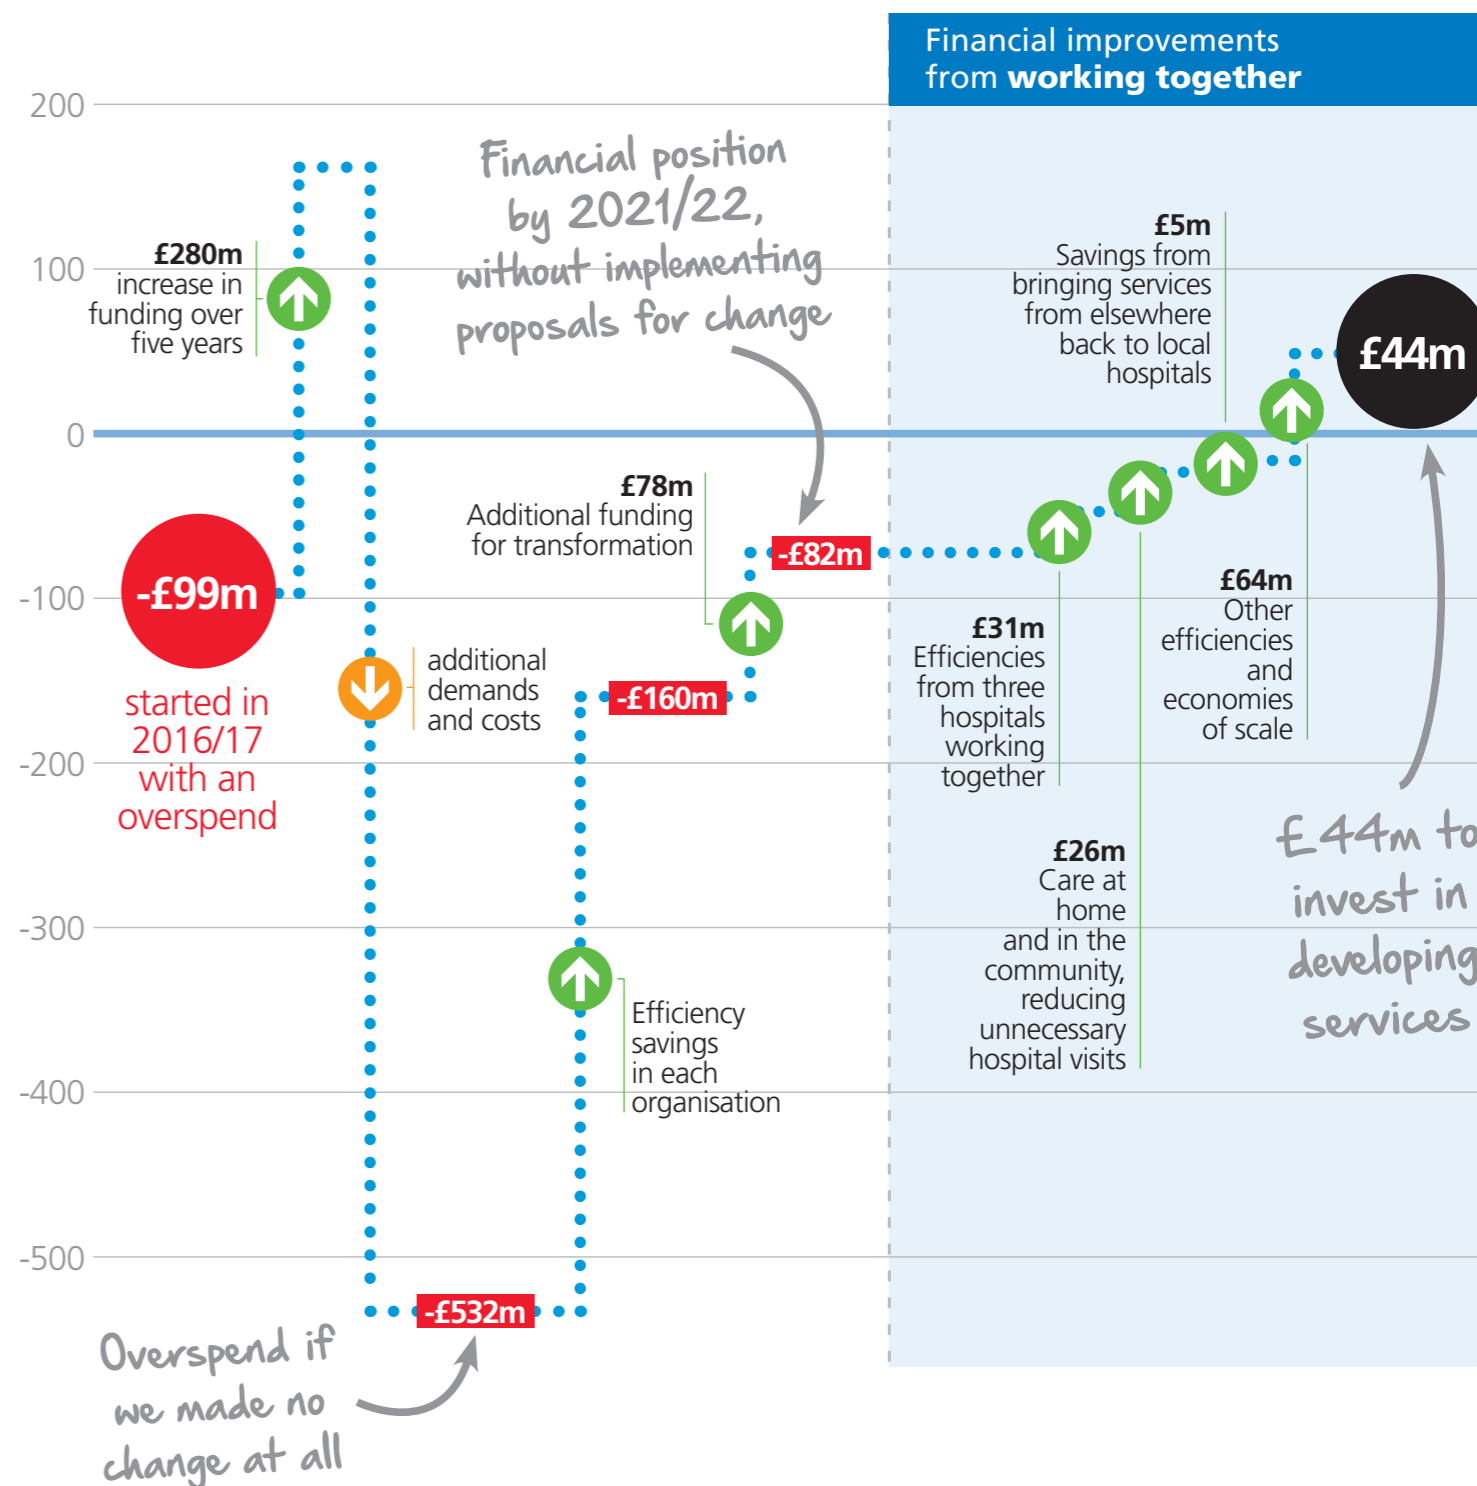 Financial improvements
from working together
200
100
0
-100
-200
-300
-400
-500
£280m
increase in
funding over
five years
Financial position
by 2021/22,
without implementing
proposals for change
-£99m
started in
2016/17
with an
overspend
additional
demands
and costs
-£532m
Overspend if
we made no
change at all
Efficiency
savings
in each
organisation
-£160m
£78m
Additional funding
for transformation
-£82m
£31m
Efficiencies
from three
hospitals
working
together
£26m
Care at
home
and in the
community,
reducing
unnecessary
hospital visits
£5m
Savings from
bringing services
from elsewhere
back to local
hospitals
£64m
Other
efficiencies
and
economies
of scale
£44m
£44m to
invest in
developing
services